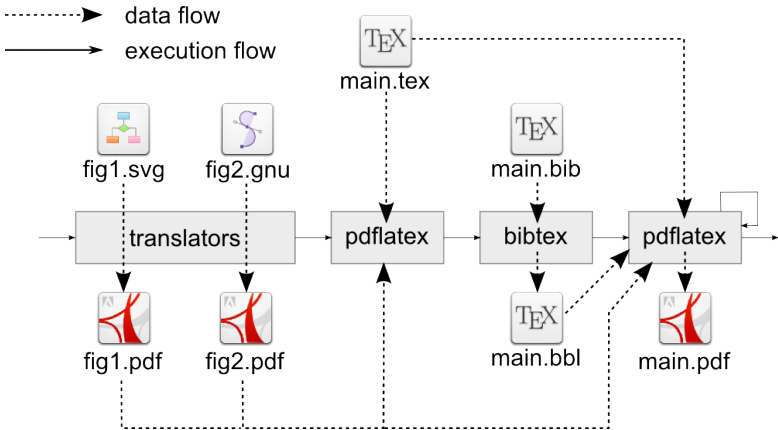 data flow
execution flow
TEX
main.tex
fig1.svg
fig2.gnu
TEX
main.bib
translators
pdflatex
bibtex
pdflatex
fig1.pdf
fig2.pdf
TEX
main.bbl
main.pdf